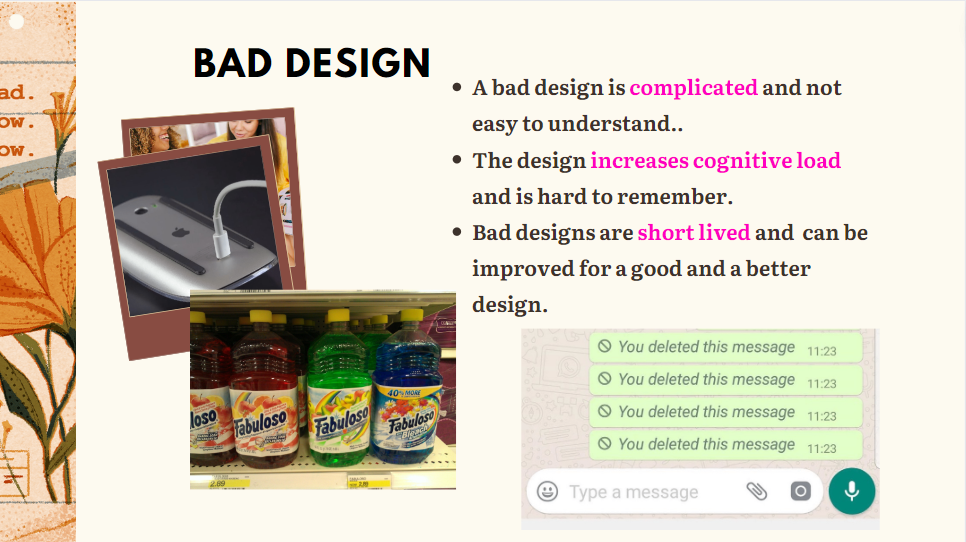 ad.
ow.
ow.
BAD DESIGN
A bad design is complicated and not
easy to understand..
The design increases cognitive load
and is hard to remember.
Bad designs are short lived and can be
improved for a good and a better
design.
loso
Fabuloso
Fabuloso
40% MORE
Fabuloso
Bleach
2.89
You deleted this message 11:23
You deleted this message 11:23
You deleted this message 11:23
You deleted this message 11:23
Type a message